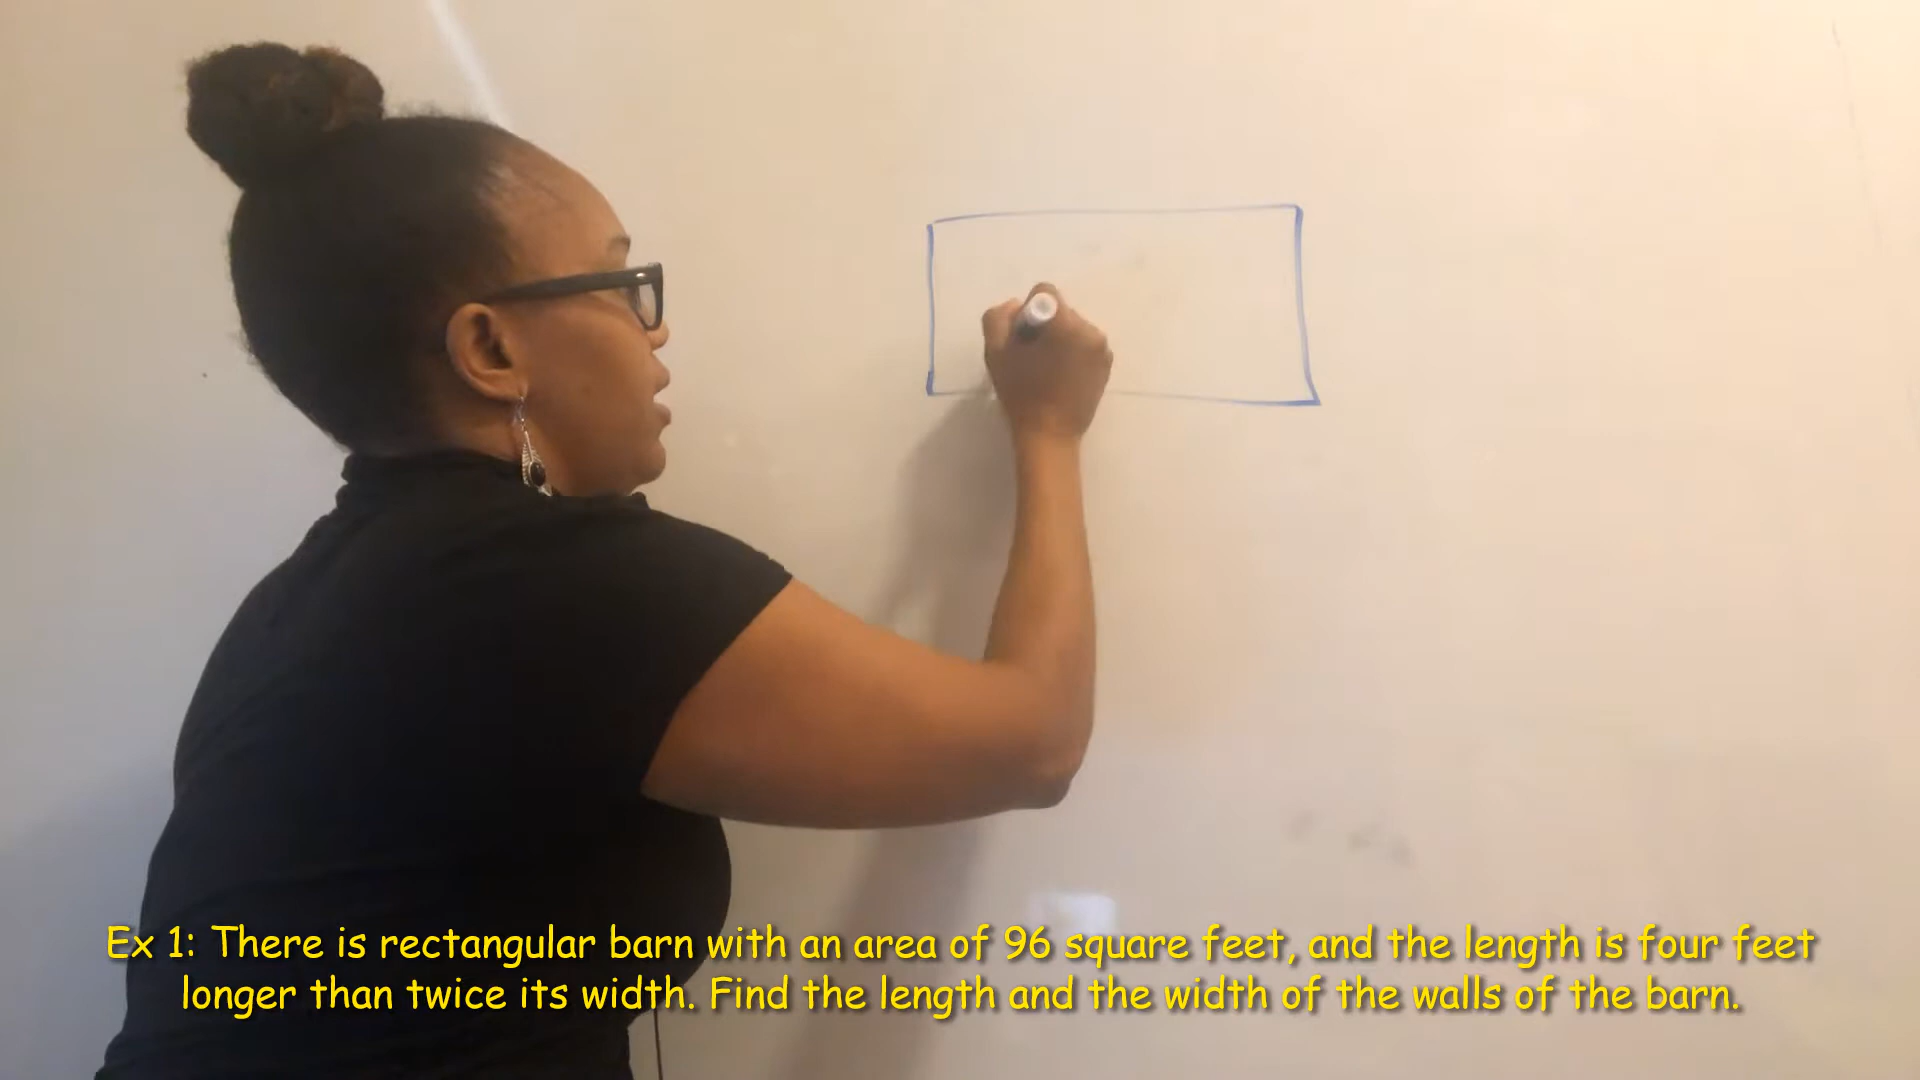 Ex 1: There is rectangular barn with an area of 96 square feet, and the length is four feet
longer than twice its width. Find the length and the width of the walls of the barn.